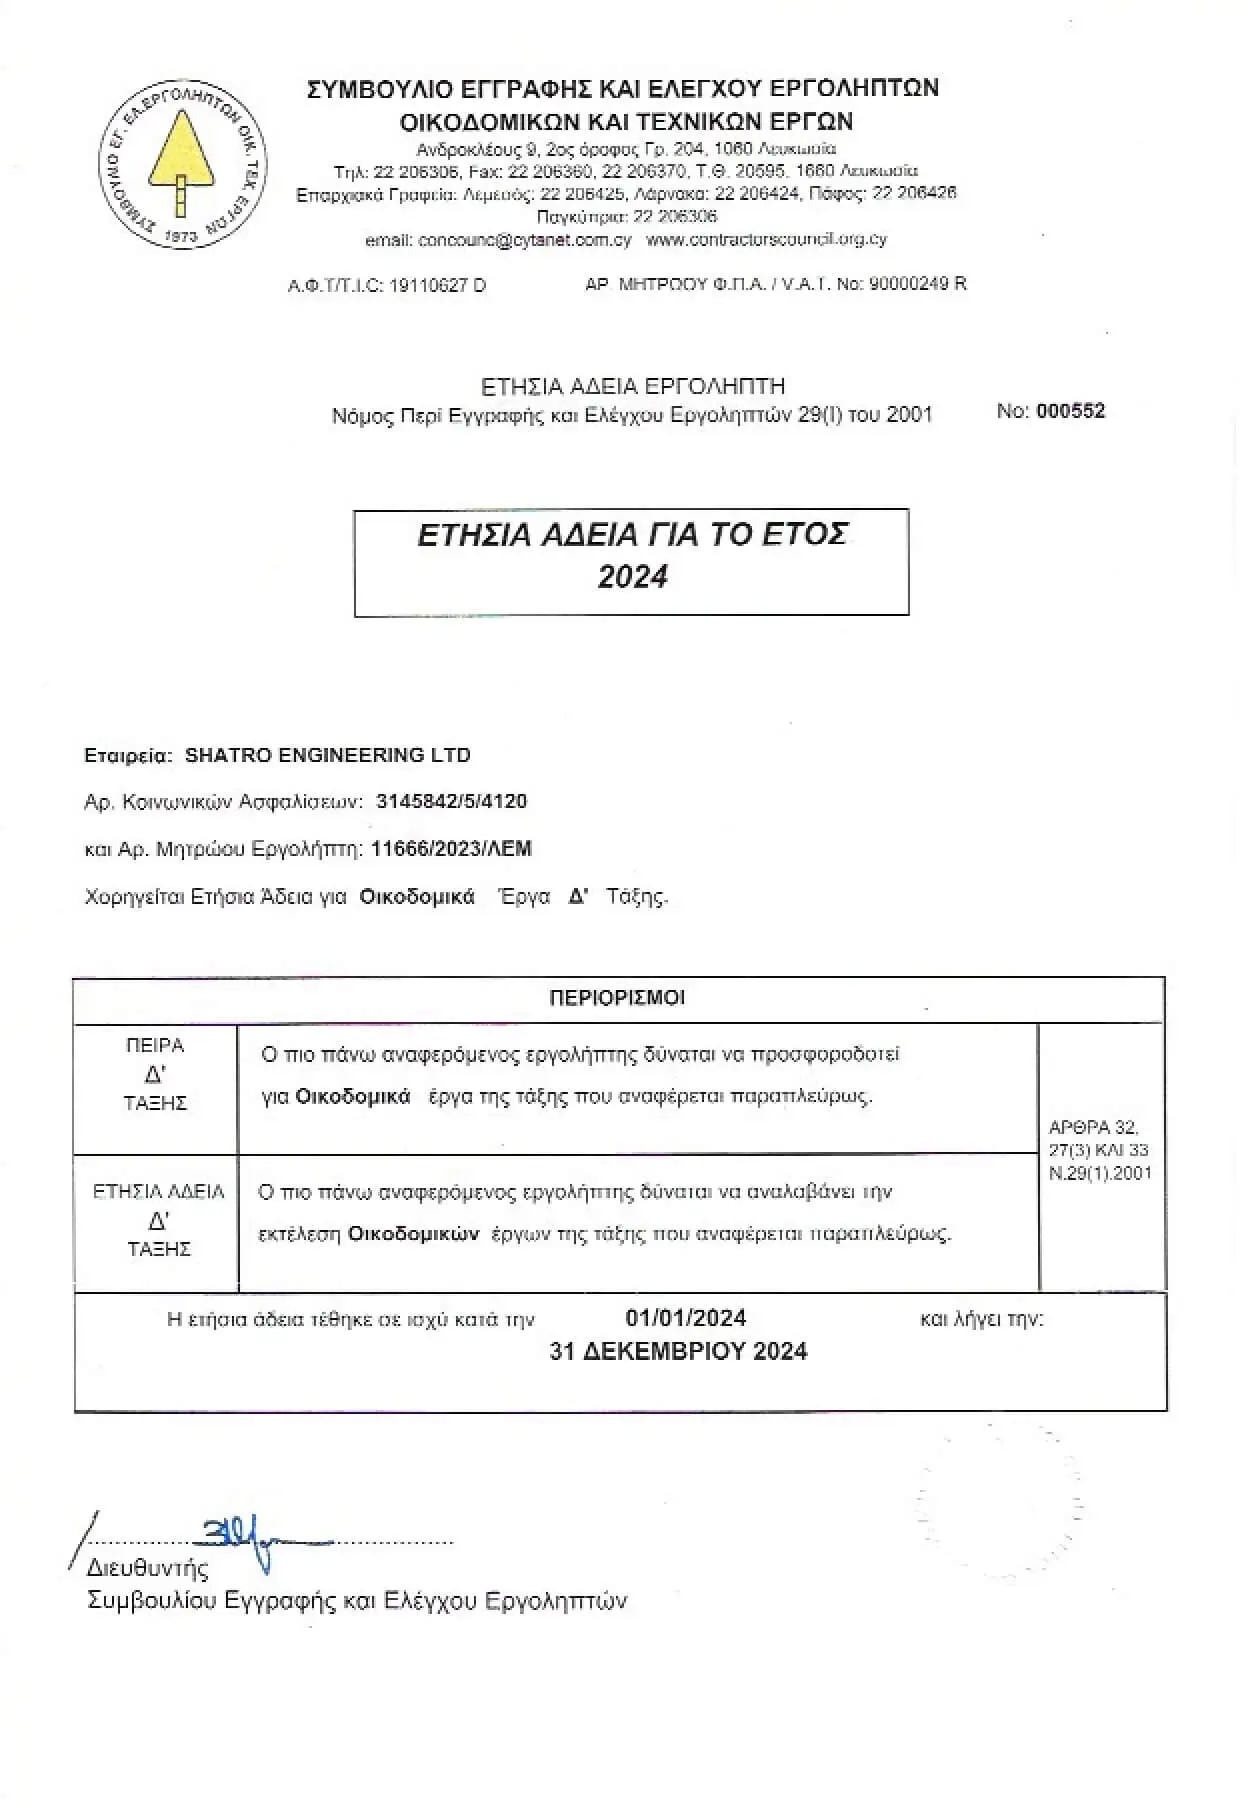 ΣΥΜΒΟΥΛΙΟ ΕΓ. ΕΛ.ΕΡΓΟΛΗΠΤΩΝ ΟΙΚ. ΤΕΧ. ΕΡΓΩΝ
1973
ΣΥΜΒΟΥΛΙΟ ΕΓΓΡΑΦΗΣ ΚΑΙ ΕΛΕΓΧΟΥ ΕΡΓΟΛΗΠΤΩΝ
ΟΙΚΟΔΟΜΙΚΩΝ ΚΑΙ ΤΕΧΝΙΚΩΝ ΕΡΓΩΝ
Ανδροκλέους 9, 2ος όροφος Γρ. 204, 1060 Λευκωσία
Τηλ: 22 206306, Fax: 22 206360, 22 206370, Τ.Θ. 20595, 1660 Λευκωσία
Επαρχιακά Γραφεία: Λεμεσός: 22 206425, Λάρνακα: 22 206424, Πάφος: 22 206426
Παγκύπρια: 22 206306
email: concounc@cytanet.com.cy www.contractorscouncil.org.cy
Α.Φ.Τ/T.I.C: 19110627 D ΑΡ. ΜΗΤΡΩΟΥ Φ.Π.Α. / V.A.T. No: 90000249 R
ΕΤΗΣΙΑ ΑΔΕΙΑ ΕΡΓΟΛΗΠΤΗ
Νόμος Περί Εγγραφής και Ελέγχου Εργοληπτών 29(Ι) του 2001 No: 000552
ΕΤΗΣΙΑ ΑΔΕΙΑ ΓΙΑ ΤΟ ΕΤΟΣ
2024
Εταιρεία: SHATRO ENGINEERING LTD
Αρ. Κοινωνικών Ασφαλίσεων: 3145842/5/4120
και Αρ. Μητρώου Εργολήπτη: 11666/2023/ΛΕΜ
Χορηγείται Ετήσια Άδεια για Οικοδομικά Έργα Δ' Τάξης.
ΠΕΡΙΟΡΙΣΜΟΙ
ΠΕΙΡΑ
Δ'
ΤΑΞΗΣ
Ο πιο πάνω αναφερόμενος εργολήπτης δύναται να προσφοροδοτεί
για Οικοδομικά έργα της τάξης που αναφέρεται παραπλεύρως.
ΑΡΘΡΑ 32,
27(3) ΚΑΙ 33
Ν.29(1).2001
ΕΤΗΣΙΑ ΑΔΕΙΑ
Δ'
ΤΑΞΗΣ
Ο πιο πάνω αναφερόμενος εργολήπτης δύναται να αναλαβάνει την
εκτέλεση Οικοδομικών έργων της τάξης που αναφέρεται παραπλεύρως.
Η ετήσια άδεια τέθηκε σε ισχύ κατά την 01/01/2024 και λήγει την:
31 ΔΕΚΕΜΒΡΙΟΥ 2024
Διευθυντής
Συμβουλίου Εγγραφής και Ελέγχου Εργοληπτών